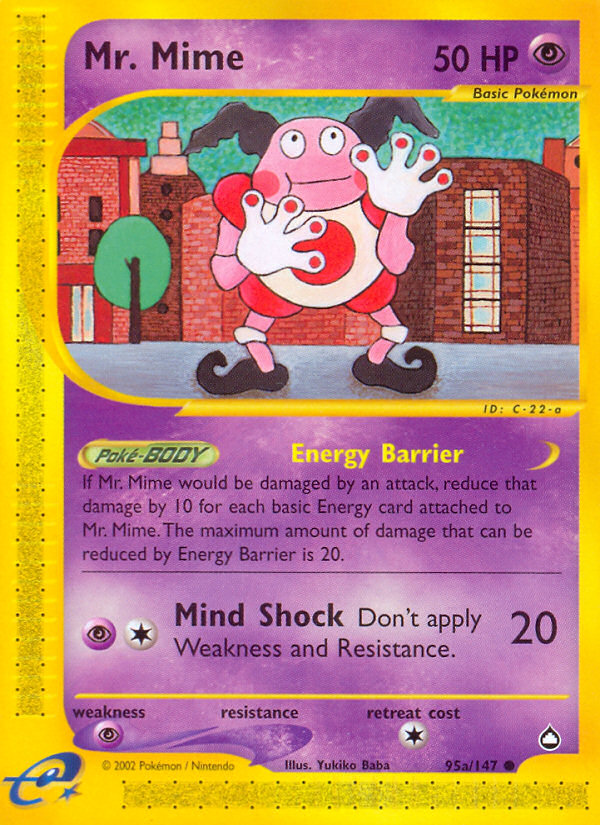 Mr. Mime
50 HP
Basic Pokémon
ID: C-22-a
Poké-BODY
Energy Barrier
If Mr. Mime would be damaged by an attack, reduce that
damage by 10 for each basic Energy card attached to
Mr. Mime. The maximum amount of damage that can be
reduced by Energy Barrier is 20.
Mind Shock Don't apply 20
Weakness and Resistance.
weakness resistance retreat cost
© 2002 Pokémon / Nintendo Illus. Yukiko Baba 95a/147
e